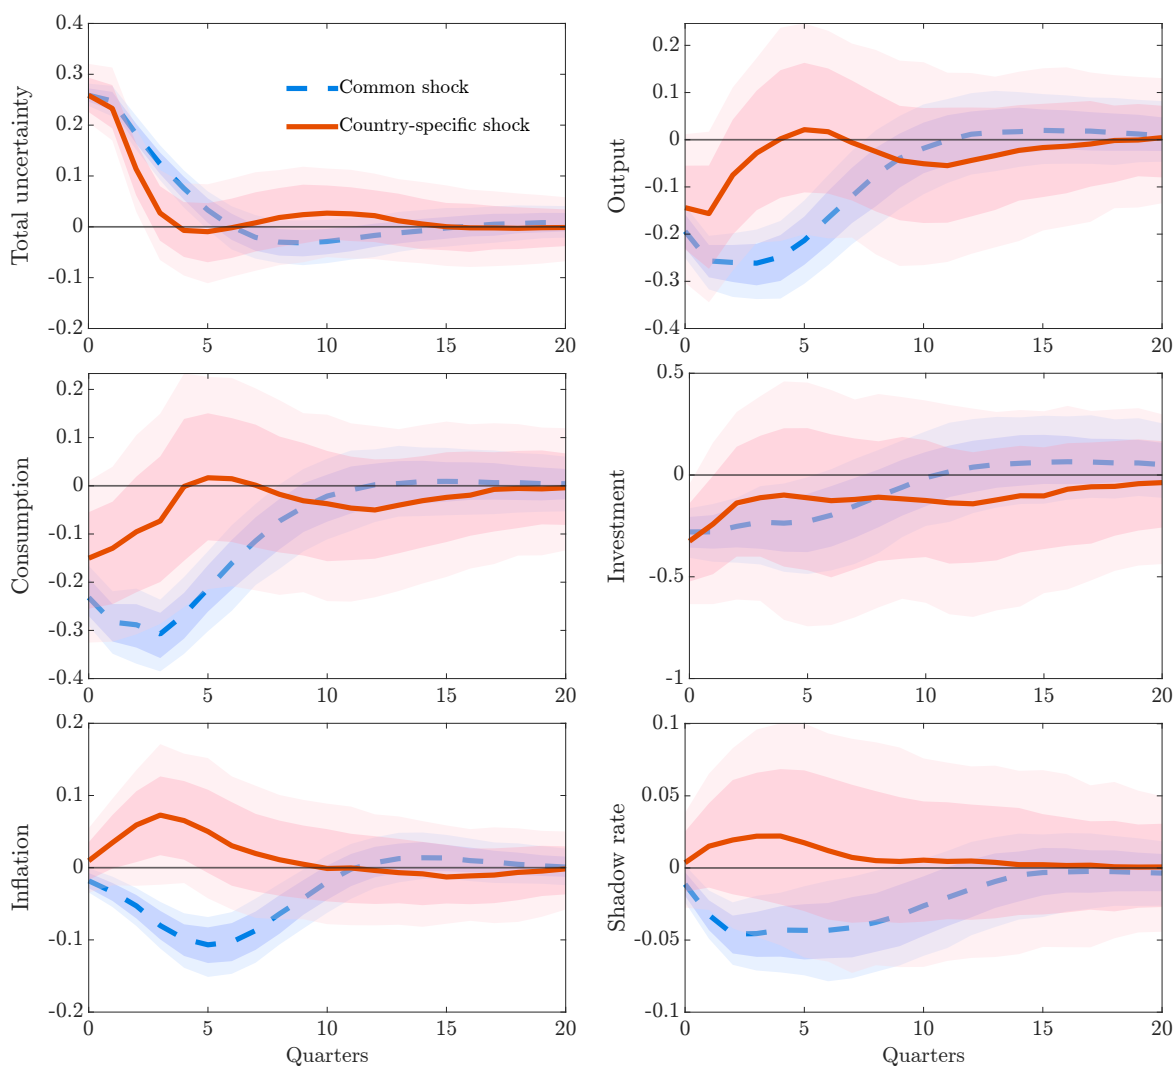 0.4
0.3
0.2
0.1
0
-0.1
-0.2
Total uncertainty
Common shock
Country-specific shock
0 5 10 15 20
0.2
0.1
0
-0.1
-0.2
-0.3
-0.4
Output
0 5 10 15 20
0.2
0.1
0
-0.1
-0.2
-0.3
-0.4
Consumption
0 5 10 15 20
0.5
0
-0.5
-1
Investment
0 5 10 15 20
0.2
0.1
0
-0.1
-0.2
Inflation
0 5 10 15 20
Quarters
0.1
0.05
0
-0.05
-0.1
Shadow rate
0 5 10 15 20
Quarters